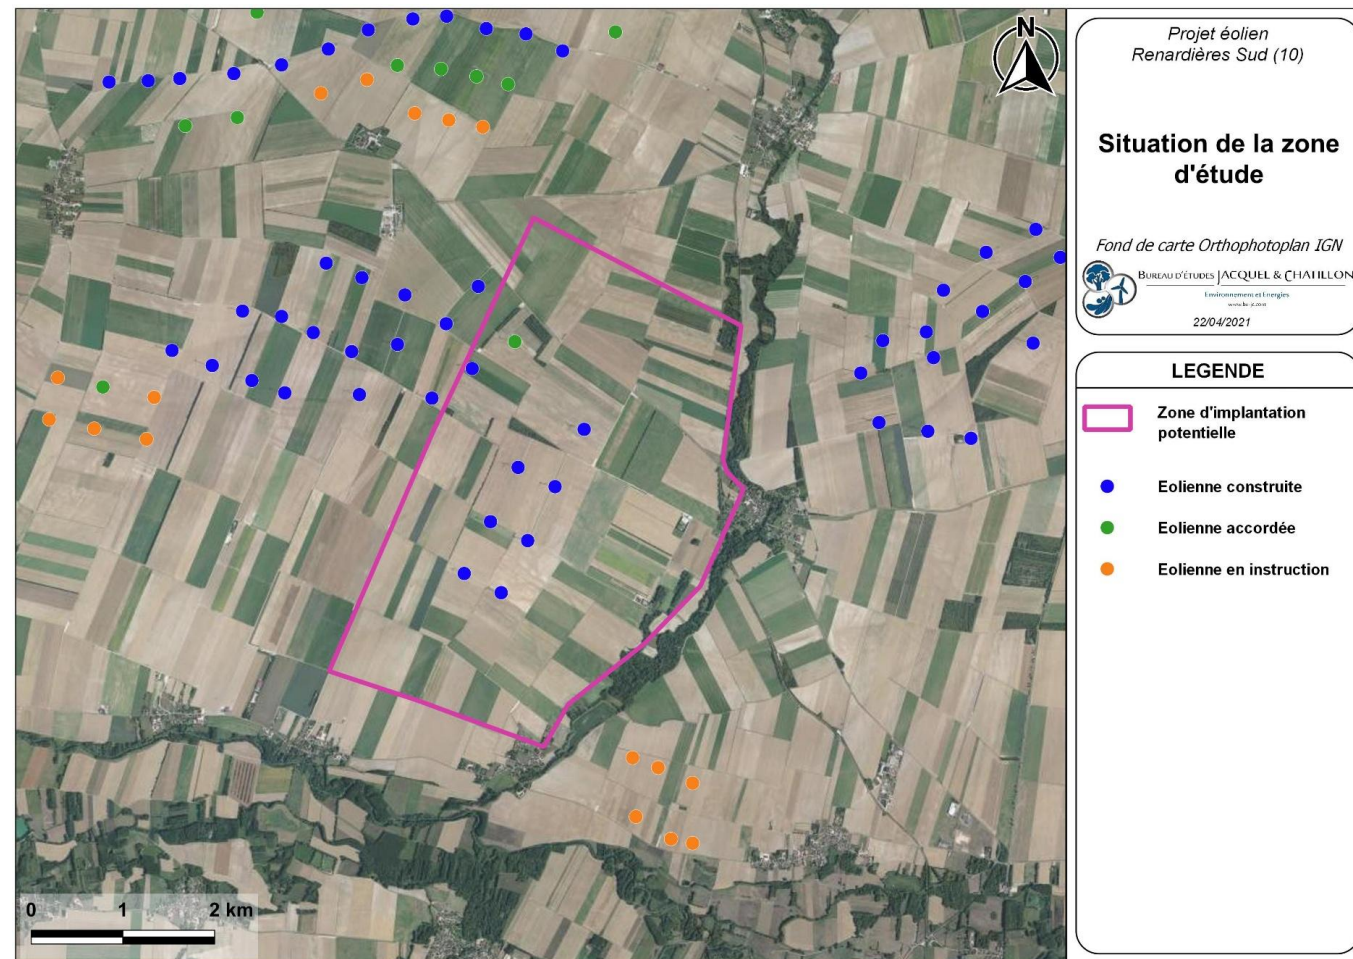 N
Projet éolien
Renardières Sud (10)
Situation de la zone
d'étude
Fond de carte Orthophotoplan IGN
BUREAU D'ÉTUDES JACQUEL & CHATILLON
Environnement et Energies
22/04/2021
LEGENDE
Zone d'implantation
potentielle
Eolienne construite
Eolienne accordée
Eolienne en instruction
0 1 2 km